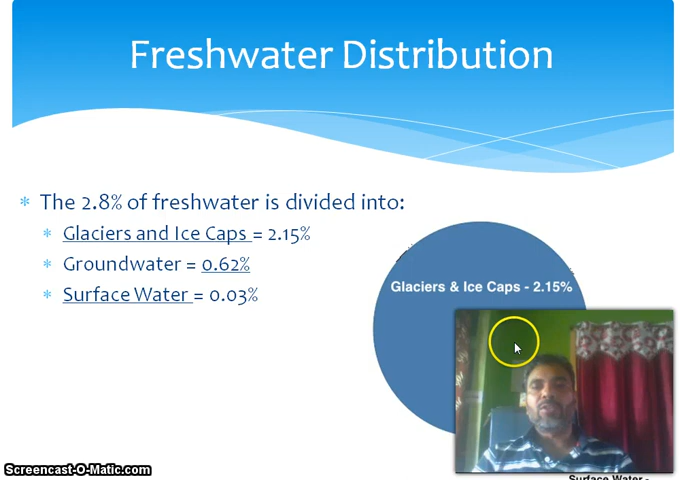 Freshwater Distribution
The 2.8% of freshwater is divided into:
Glaciers and Ice Caps = 2.15%
Groundwater = 0.62%
Surface Water = 0.03%
Glaciers & Ice Caps - 2.15%
Surface Water -
Screencast-O-Matic.com